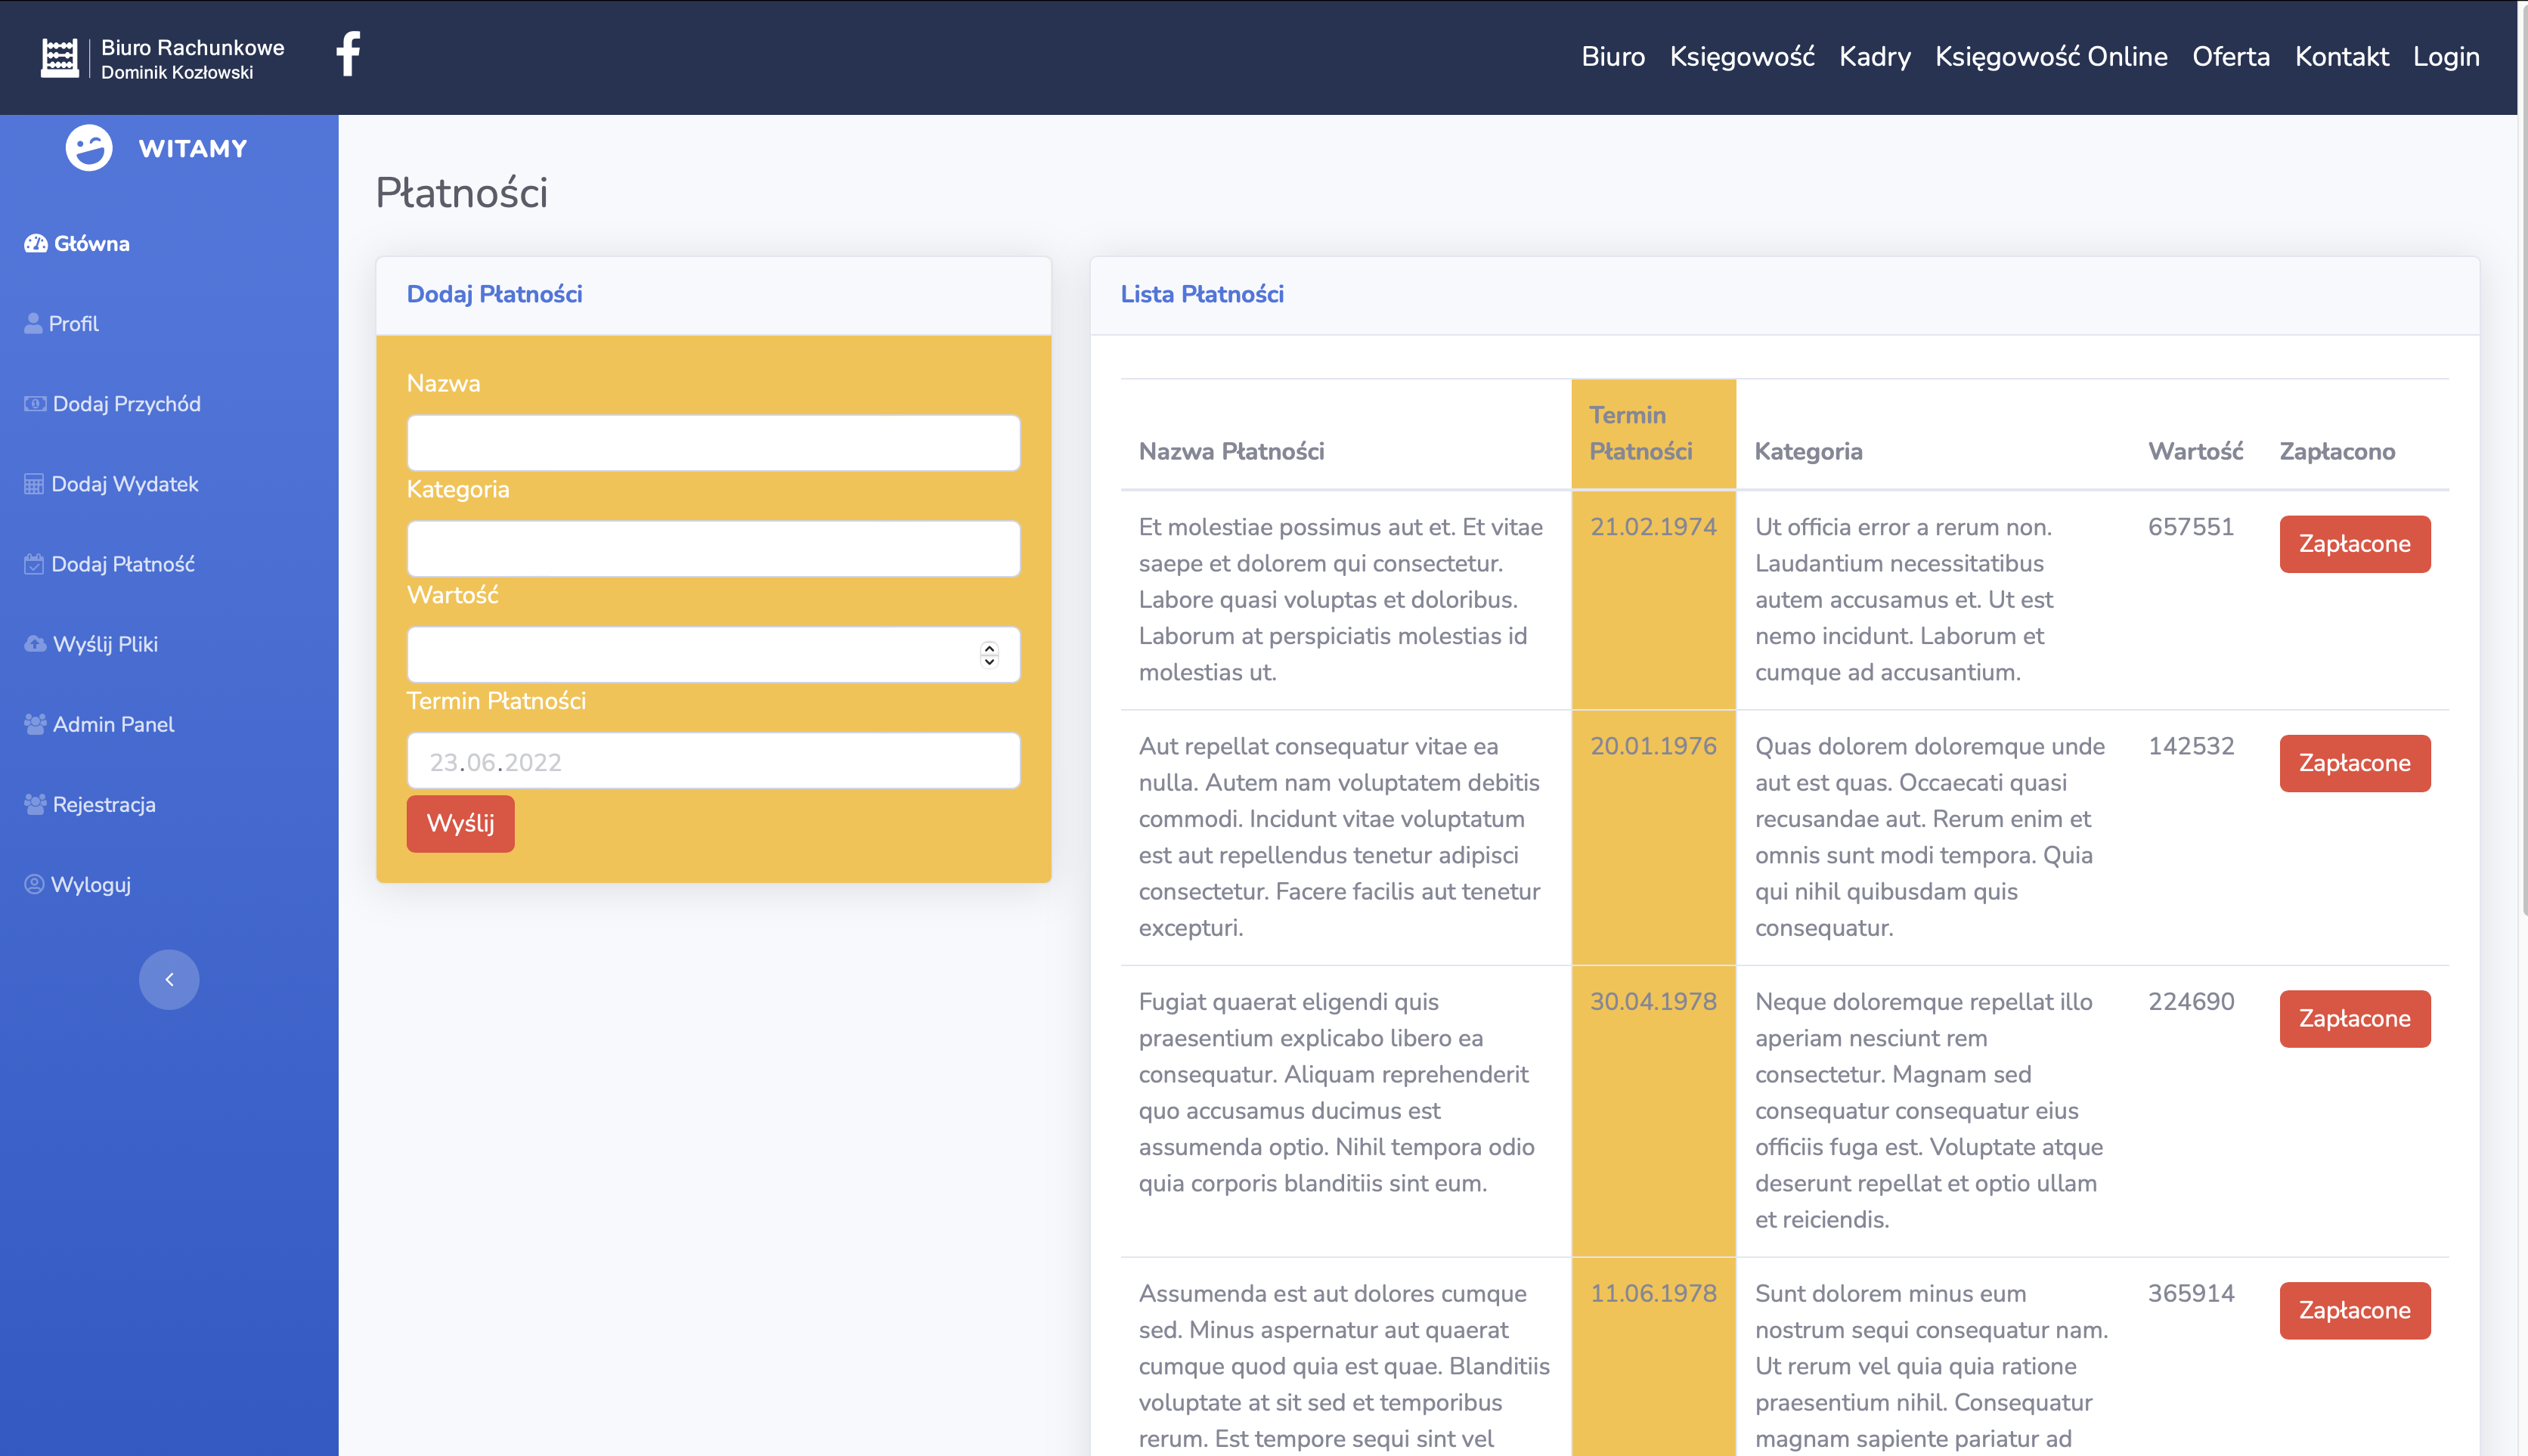 Biuro Rachunkowe
Dominik Kozłowski
Biuro Księgowość Kadry Księgowość Online Oferta Kontakt Login
WITAMY
Główna
Profil
Dodaj Przychód
Dodaj Wydatek
Dodaj Płatność
Wyślij Pliki
Admin Panel
Rejestracja
Wyloguj
Płatności
Dodaj Płatności
Nazwa
Kategoria
Wartość
Termin Płatności
23.06.2022
Wyślij
Lista Płatności
Nazwa Płatności
Termin
Płatności
Kategoria
Wartość
Zapłacono
Et molestiae possimus aut et. Et vitae
saepe et dolorem qui consectetur.
Labore quasi voluptas et doloribus.
Laborum at perspiciatis molestias id
molestias ut.
21.02.1974
Ut officia error a rerum non.
Laudantium necessitatibus
autem accusamus et. Ut est
nemo incidunt. Laborum et
cumque ad accusantium.
657551
Zapłacone
Aut repellat consequatur vitae ea
nulla. Autem nam voluptatem debitis
commodi. Incidunt vitae voluptatum
est aut repellendus tenetur adipisci
consectetur. Facere facilis aut tenetur
excepturi.
20.01.1976
Quas dolorem doloremque unde
aut est quas. Occaecati quasi
recusandae aut. Rerum enim et
omnis sunt modi tempora. Quia
qui nihil quibusdam quis
consequatur.
142532
Zapłacone
Fugiat quaerat eligendi quis
praesentium explicabo libero ea
consequatur. Aliquam reprehenderit
quo accusamus ducimus est
assumenda optio. Nihil tempora odio
quia corporis blanditiis sint eum.
30.04.1978
Neque doloremque repellat illo
aperiam nesciunt rem
consectetur. Magnam sed
consequatur consequatur eius
officiis fuga est. Voluptate atque
deserunt repellat et optio ullam
et reiciendis.
224690
Zapłacone
Assumenda est aut dolores cumque
sed. Minus aspernatur aut quaerat
cumque quod quia est quae. Blanditiis
voluptate at sit sed et temporibus
rerum. Est tempore sequi sint vel
11.06.1978
Sunt dolorem minus eum
nostrum sequi consequatur nam.
Ut rerum vel quia quia ratione
praesentium nihil. Consequatur
magnam sapiente pariatur ad
365914
Zapłacone